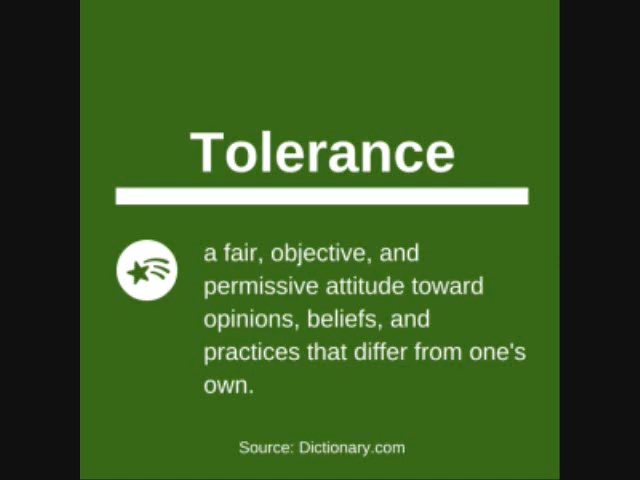 Tolerance
a fair, objective, and
permissive attitude toward
opinions, beliefs, and
practices that differ from one's
own.
Source: Dictionary.com